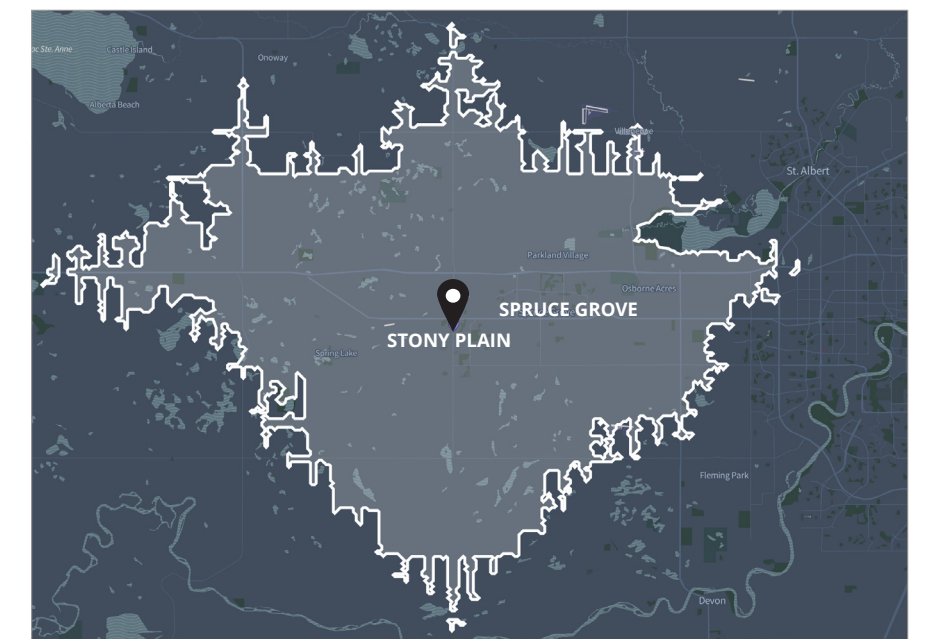 ac Ste. Anne
Castle Island
Onoway
Alberta Beach
Villeneuve
St. Albert
Parkland Village
Osborne Acres
SPRUCE GROVE
STONY PLAIN
Spring Lake
Fleming Park
Devon